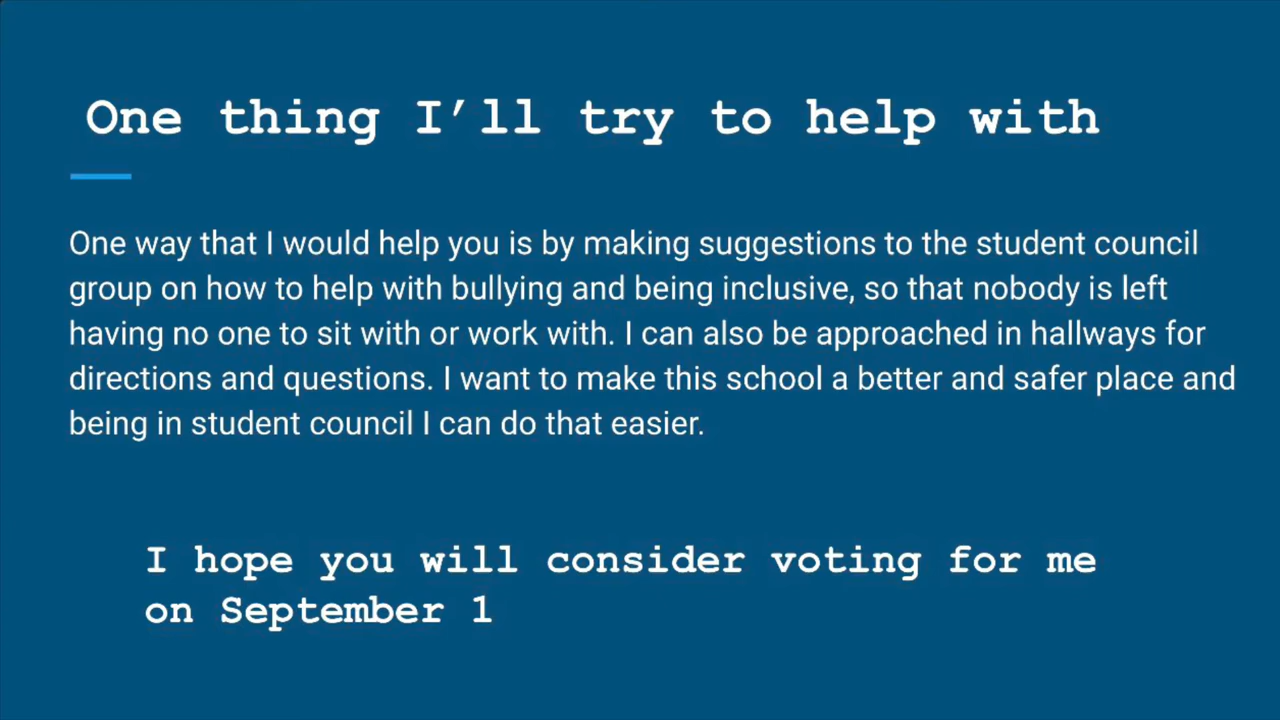 One thing I’ll try to help with
One way that I would help you is by making suggestions to the student council
group on how to help with bullying and being inclusive, so that nobody is left
having no one to sit with or work with. I can also be approached in hallways for
directions and questions. I want to make this school a better and safer place and
being in student council I can do that easier.
I hope you will consider voting for me
on September 1